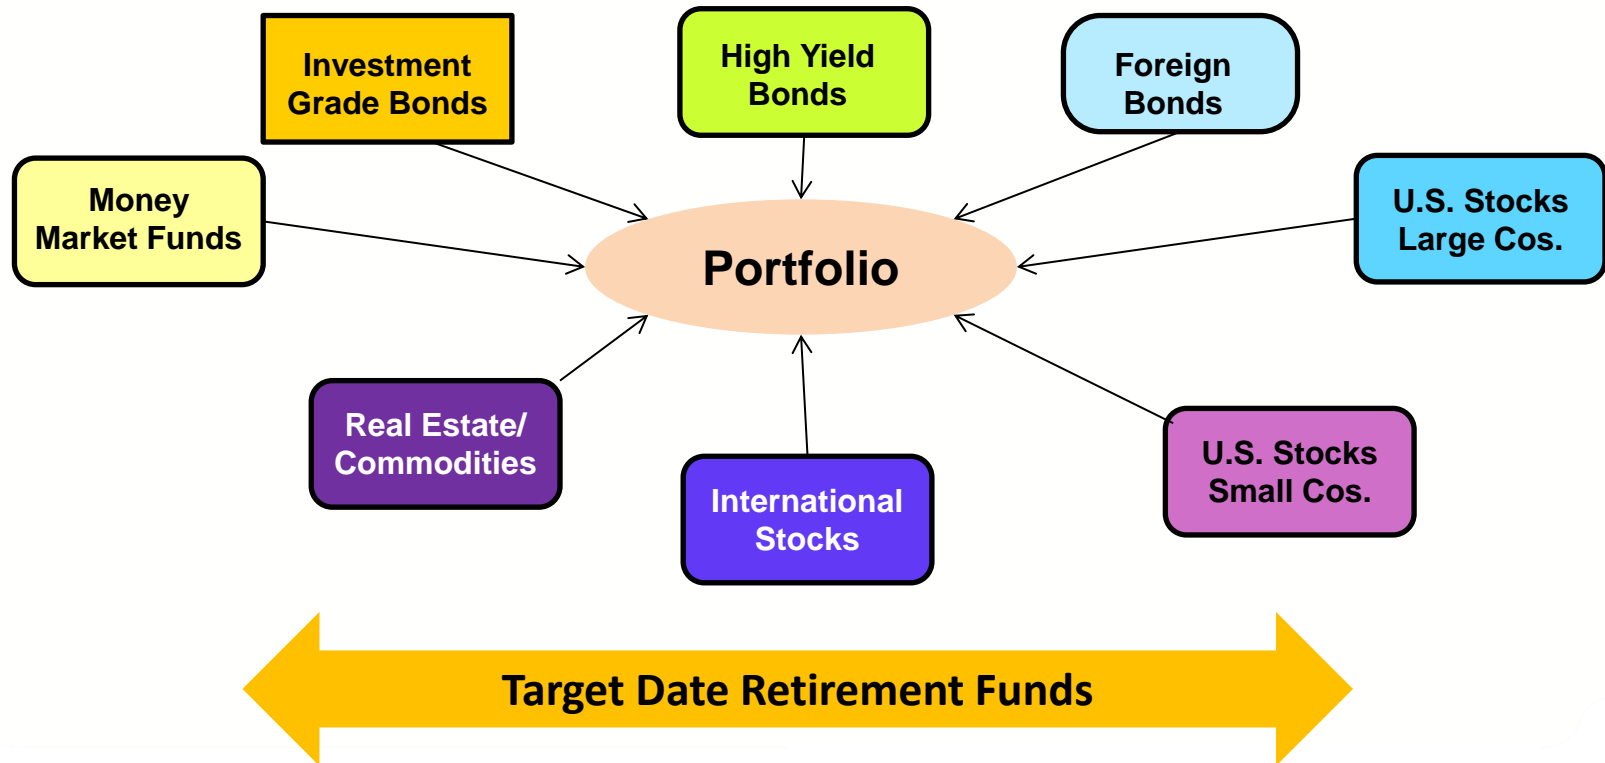 Investment
Grade Bonds
High Yield
Bonds
Foreign
Bonds
Money
Market Funds
U.S. Stocks
Large Cos.
Portfolio
Real Estate/
Commodities
International
Stocks
U.S. Stocks
Small Cos.
Target Date Retirement Funds